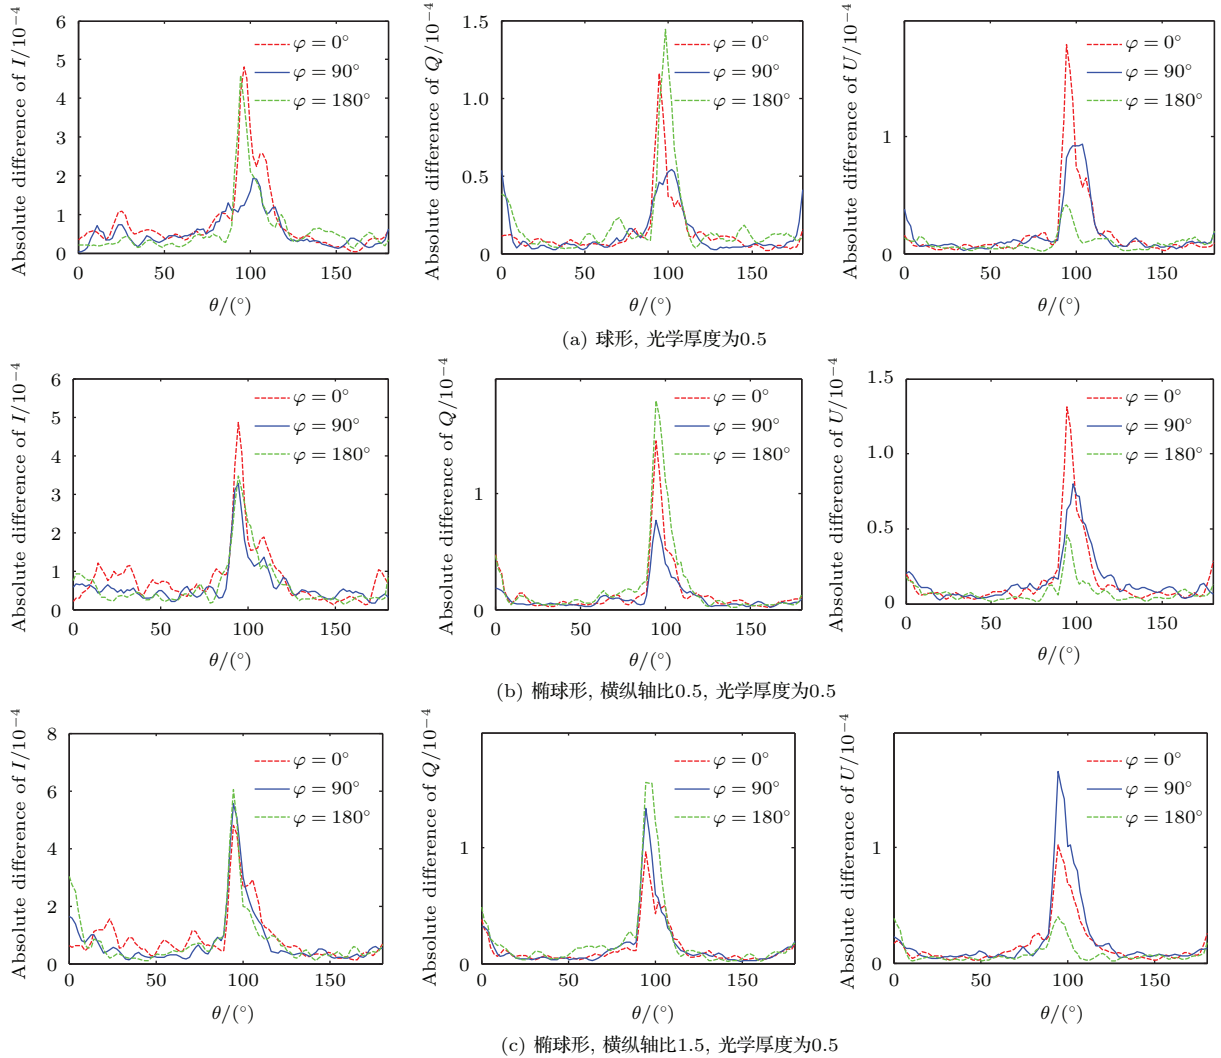 Absolute difference of I/10⁻⁴
6
5
4
3
2
1
0
0 50 100 150
θ/(°)
φ = 0°
φ = 90°
φ = 180°
Absolute difference of Q/10⁻⁴
1.5
1.0
0.5
0
0 50 100 150
θ/(°)
φ = 0°
φ = 90°
φ = 180°
Absolute difference of U/10⁻⁴
1
0
0 50 100 150
θ/(°)
φ = 0°
φ = 90°
φ = 180°
(a) 球形, 光学厚度为0.5
Absolute difference of I/10⁻⁴
6
5
4
3
2
1
0
0 50 100 150
θ/(°)
φ = 0°
φ = 90°
φ = 180°
Absolute difference of Q/10⁻⁴
1
0
0 50 100 150
θ/(°)
φ = 0°
φ = 90°
φ = 180°
Absolute difference of U/10⁻⁴
1.5
1.0
0.5
0
0 50 100 150
θ/(°)
φ = 0°
φ = 90°
φ = 180°
(b) 椭球形, 横纵轴比0.5, 光学厚度为0.5
Absolute difference of I/10⁻⁴
8
6
4
2
0
0 50 100 150
θ/(°)
φ = 0°
φ = 90°
φ = 180°
Absolute difference of Q/10⁻⁴
1
0
0 50 100 150
θ/(°)
φ = 0°
φ = 90°
φ = 180°
Absolute difference of U/10⁻⁴
1
0
0 50 100 150
θ/(°)
φ = 0°
φ = 90°
φ = 180°
(c) 椭球形, 横纵轴比1.5, 光学厚度为0.5